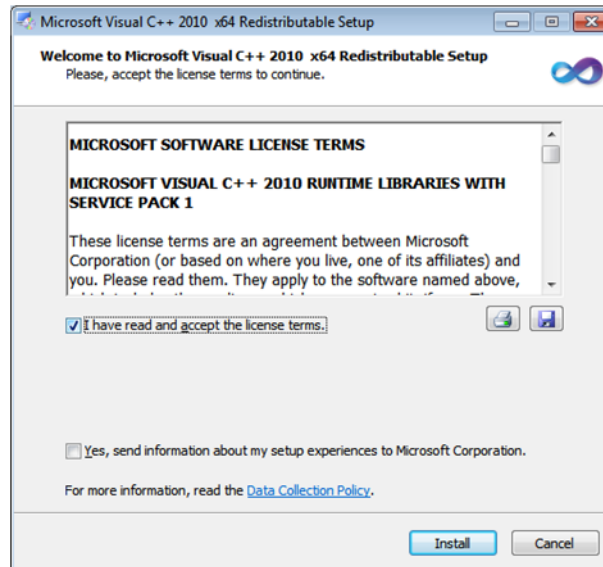 Microsoft Visual C++ 2010  x64 Redistributable Setup
Welcome to Microsoft Visual C++ 2010  x64 Redistributable Setup
Please, accept the license terms to continue.
MICROSOFT SOFTWARE LICENSE TERMS
MICROSOFT VISUAL C++ 2010 RUNTIME LIBRARIES WITH
SERVICE PACK 1
These license terms are an agreement between Microsoft
Corporation (or based on where you live, one of its affiliates) and
you. Please read them. They apply to the software named above,
I have read and accept the license terms.
Yes, send information about my setup experiences to Microsoft Corporation.
For more information, read the Data Collection Policy.
Install
Cancel